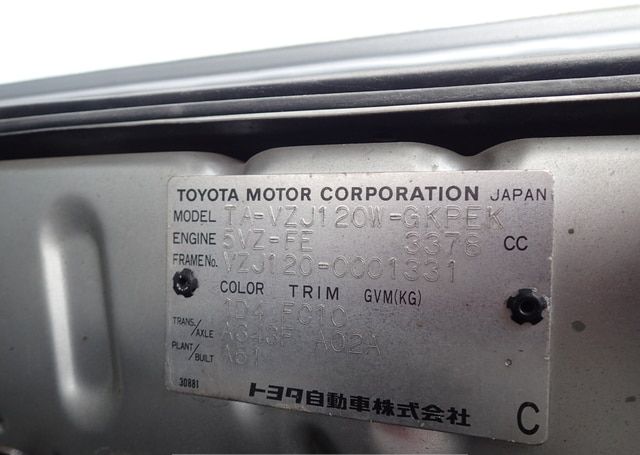 TOYOTA MOTOR CORPORATION JAPAN
MODEL TA-VZJ120W-GKPEK
ENGINE 5VZ-FE 3378 CC
FRAME No. VZJ120-0001331
COLOR TRIM GVM(KG)
1D4 FC10
TRANS./AXLE A343F A02A
PLANT/BUILT A61
30881
トヨタ自動車株式会社
C